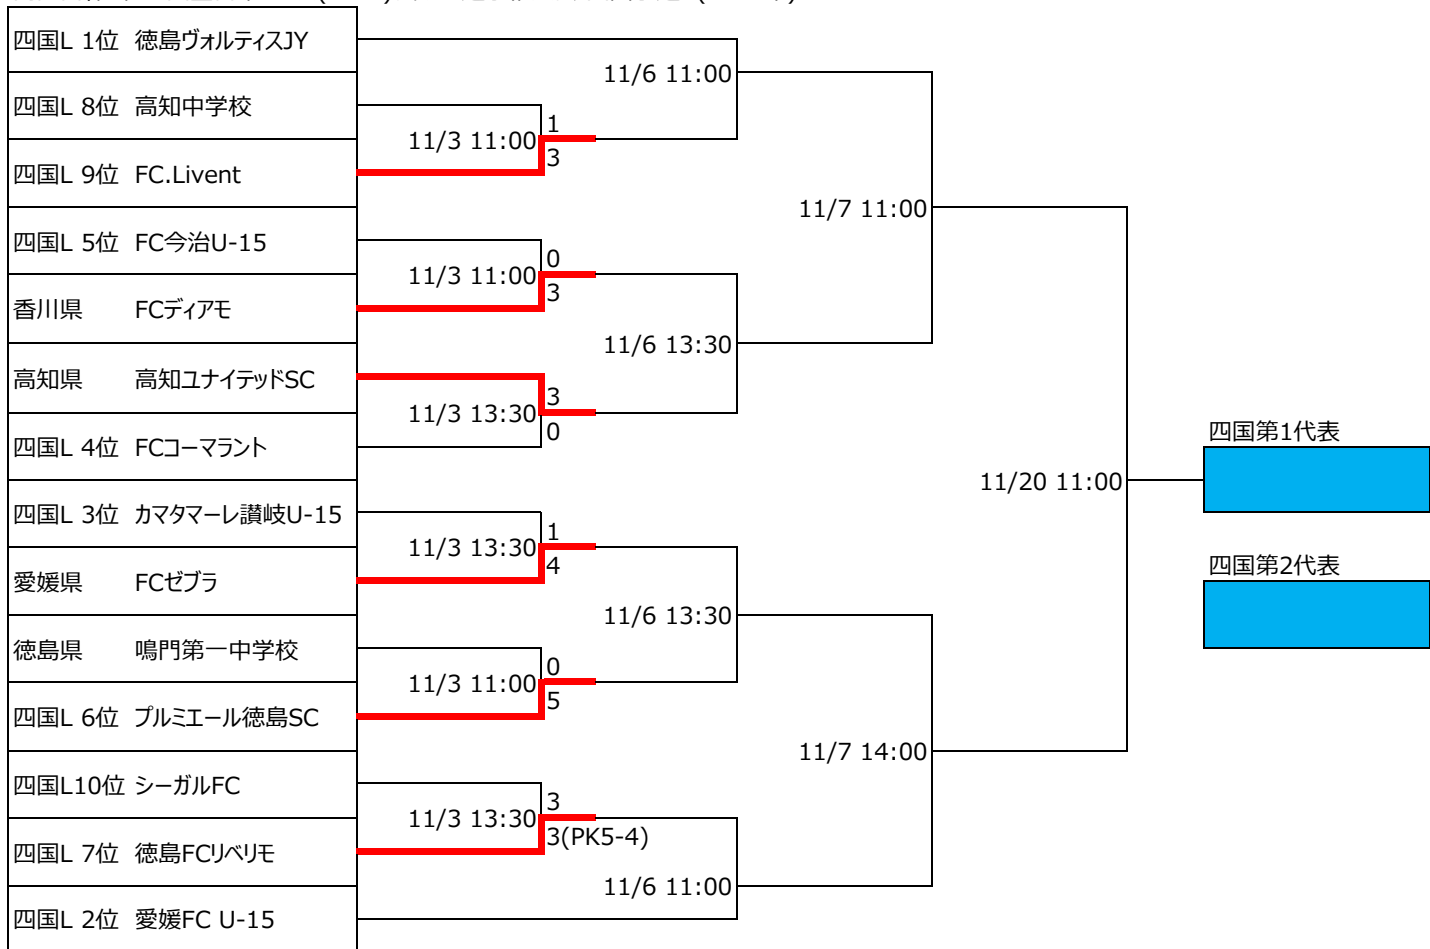 四国L 1位 徳島ヴォルティスJY
11/6 11:00
四国L 8位 高知中学校
11/3 11:00
1
3
四国L 9位 FC.Livent
11/7 11:00
四国L 5位 FC今治U-15
11/3 11:00
0
3
香川県 FCディアモ
11/6 13:30
高知県 高知ユナイテッドSC
11/3 13:30
3
0
四国L 4位 FCコーマラント
四国第1代表
11/20 11:00
四国L 3位 カマタマーレ讃岐U-15
11/3 13:30
1
4
愛媛県 FCゼブラ
四国第2代表
11/6 13:30
徳島県 鳴門第一中学校
11/3 11:00
0
5
四国L 6位 プルミエール徳島SC
11/7 14:00
四国L10位 シーガルFC
11/3 13:30
3
3(PK5-4)
四国L 7位 徳島FCリベリモ
11/6 11:00
四国L 2位 愛媛FC U-15